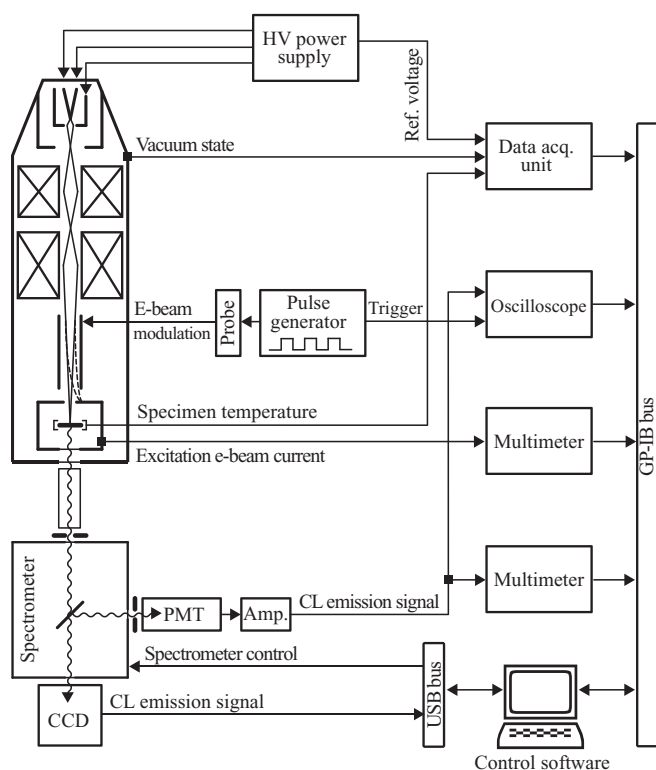 HV power
supply
Ref. voltage
Vacuum state
Data acq.
unit
E-beam
modulation
Probe
Pulse
generator
Trigger
Oscilloscope
Specimen temperature
Excitation e-beam current
Multimeter
GP-IB bus
Spectrometer
PMT
Amp.
CL emission signal
Multimeter
Spectrometer control
USB bus
CCD
CL emission signal
Control software